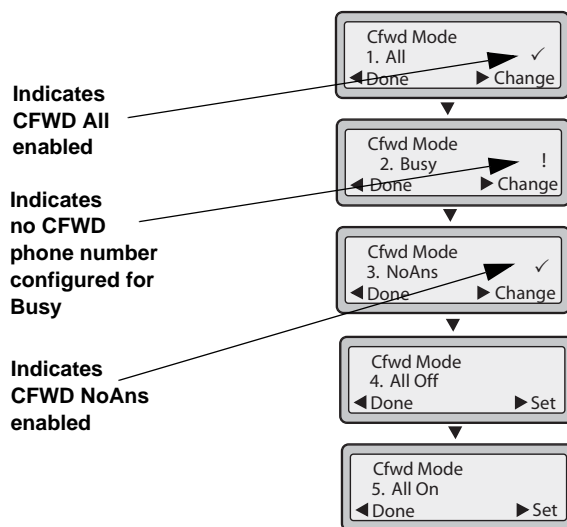 Cfwd Mode
1. All ✓
◀Done ▶Change
Indicates
CFWD All
enabled
Cfwd Mode
2. Busy !
◀Done ▶Change
Indicates
no CFWD
phone number
configured for
Busy
Cfwd Mode
3. NoAns ✓
◀Done ▶Change
Indicates
CFWD NoAns
enabled
Cfwd Mode
4. All Off
◀Done ▶Set
Cfwd Mode
5. All On
◀Done ▶Set